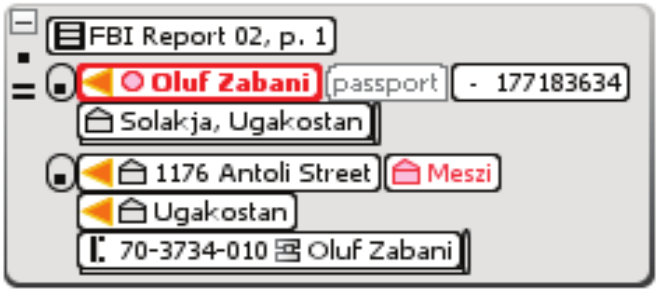 FBI Report 02, p. 1
Oluf Zabani passport - 177183634
Solakja, Ugakostan
1176 Antoli Street Meszi
Ugakostan
70-3734-010 Oluf Zabani